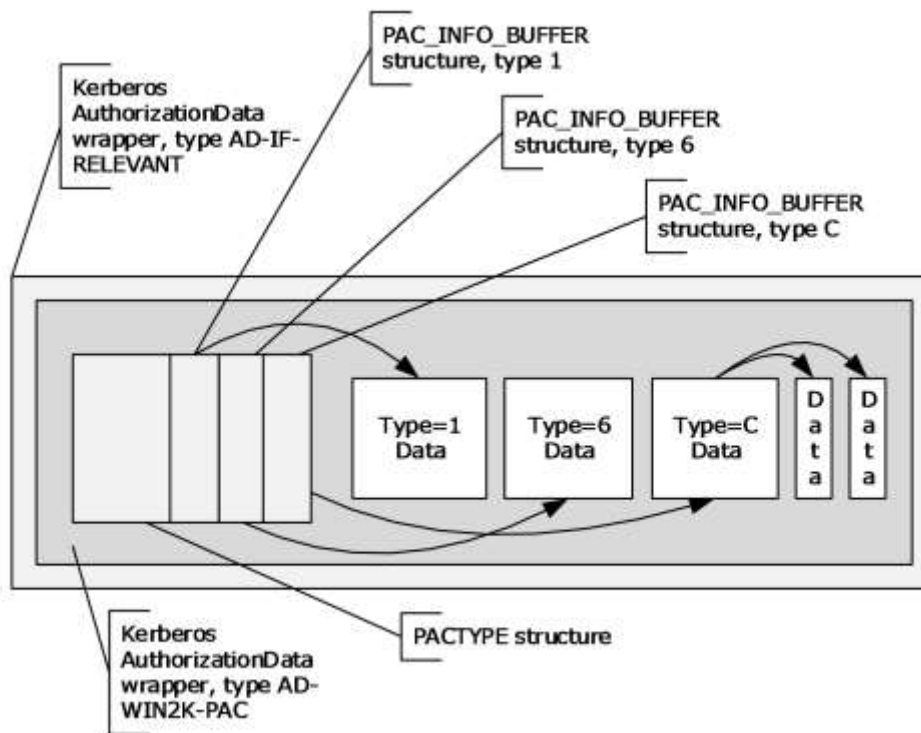 PAC_INFO_BUFFER
structure, type 1
Kerberos
AuthorizationData
wrapper, type AD-IF-
RELEVANT
PAC_INFO_BUFFER
structure, type 6
PAC_INFO_BUFFER
structure, type C
Type=1
Data
Type=6
Data
Type=C
Data
D
a
t
a
D
a
t
a
Kerberos
AuthorizationData
wrapper, type AD-
WIN2K-PAC
PACTYPE structure